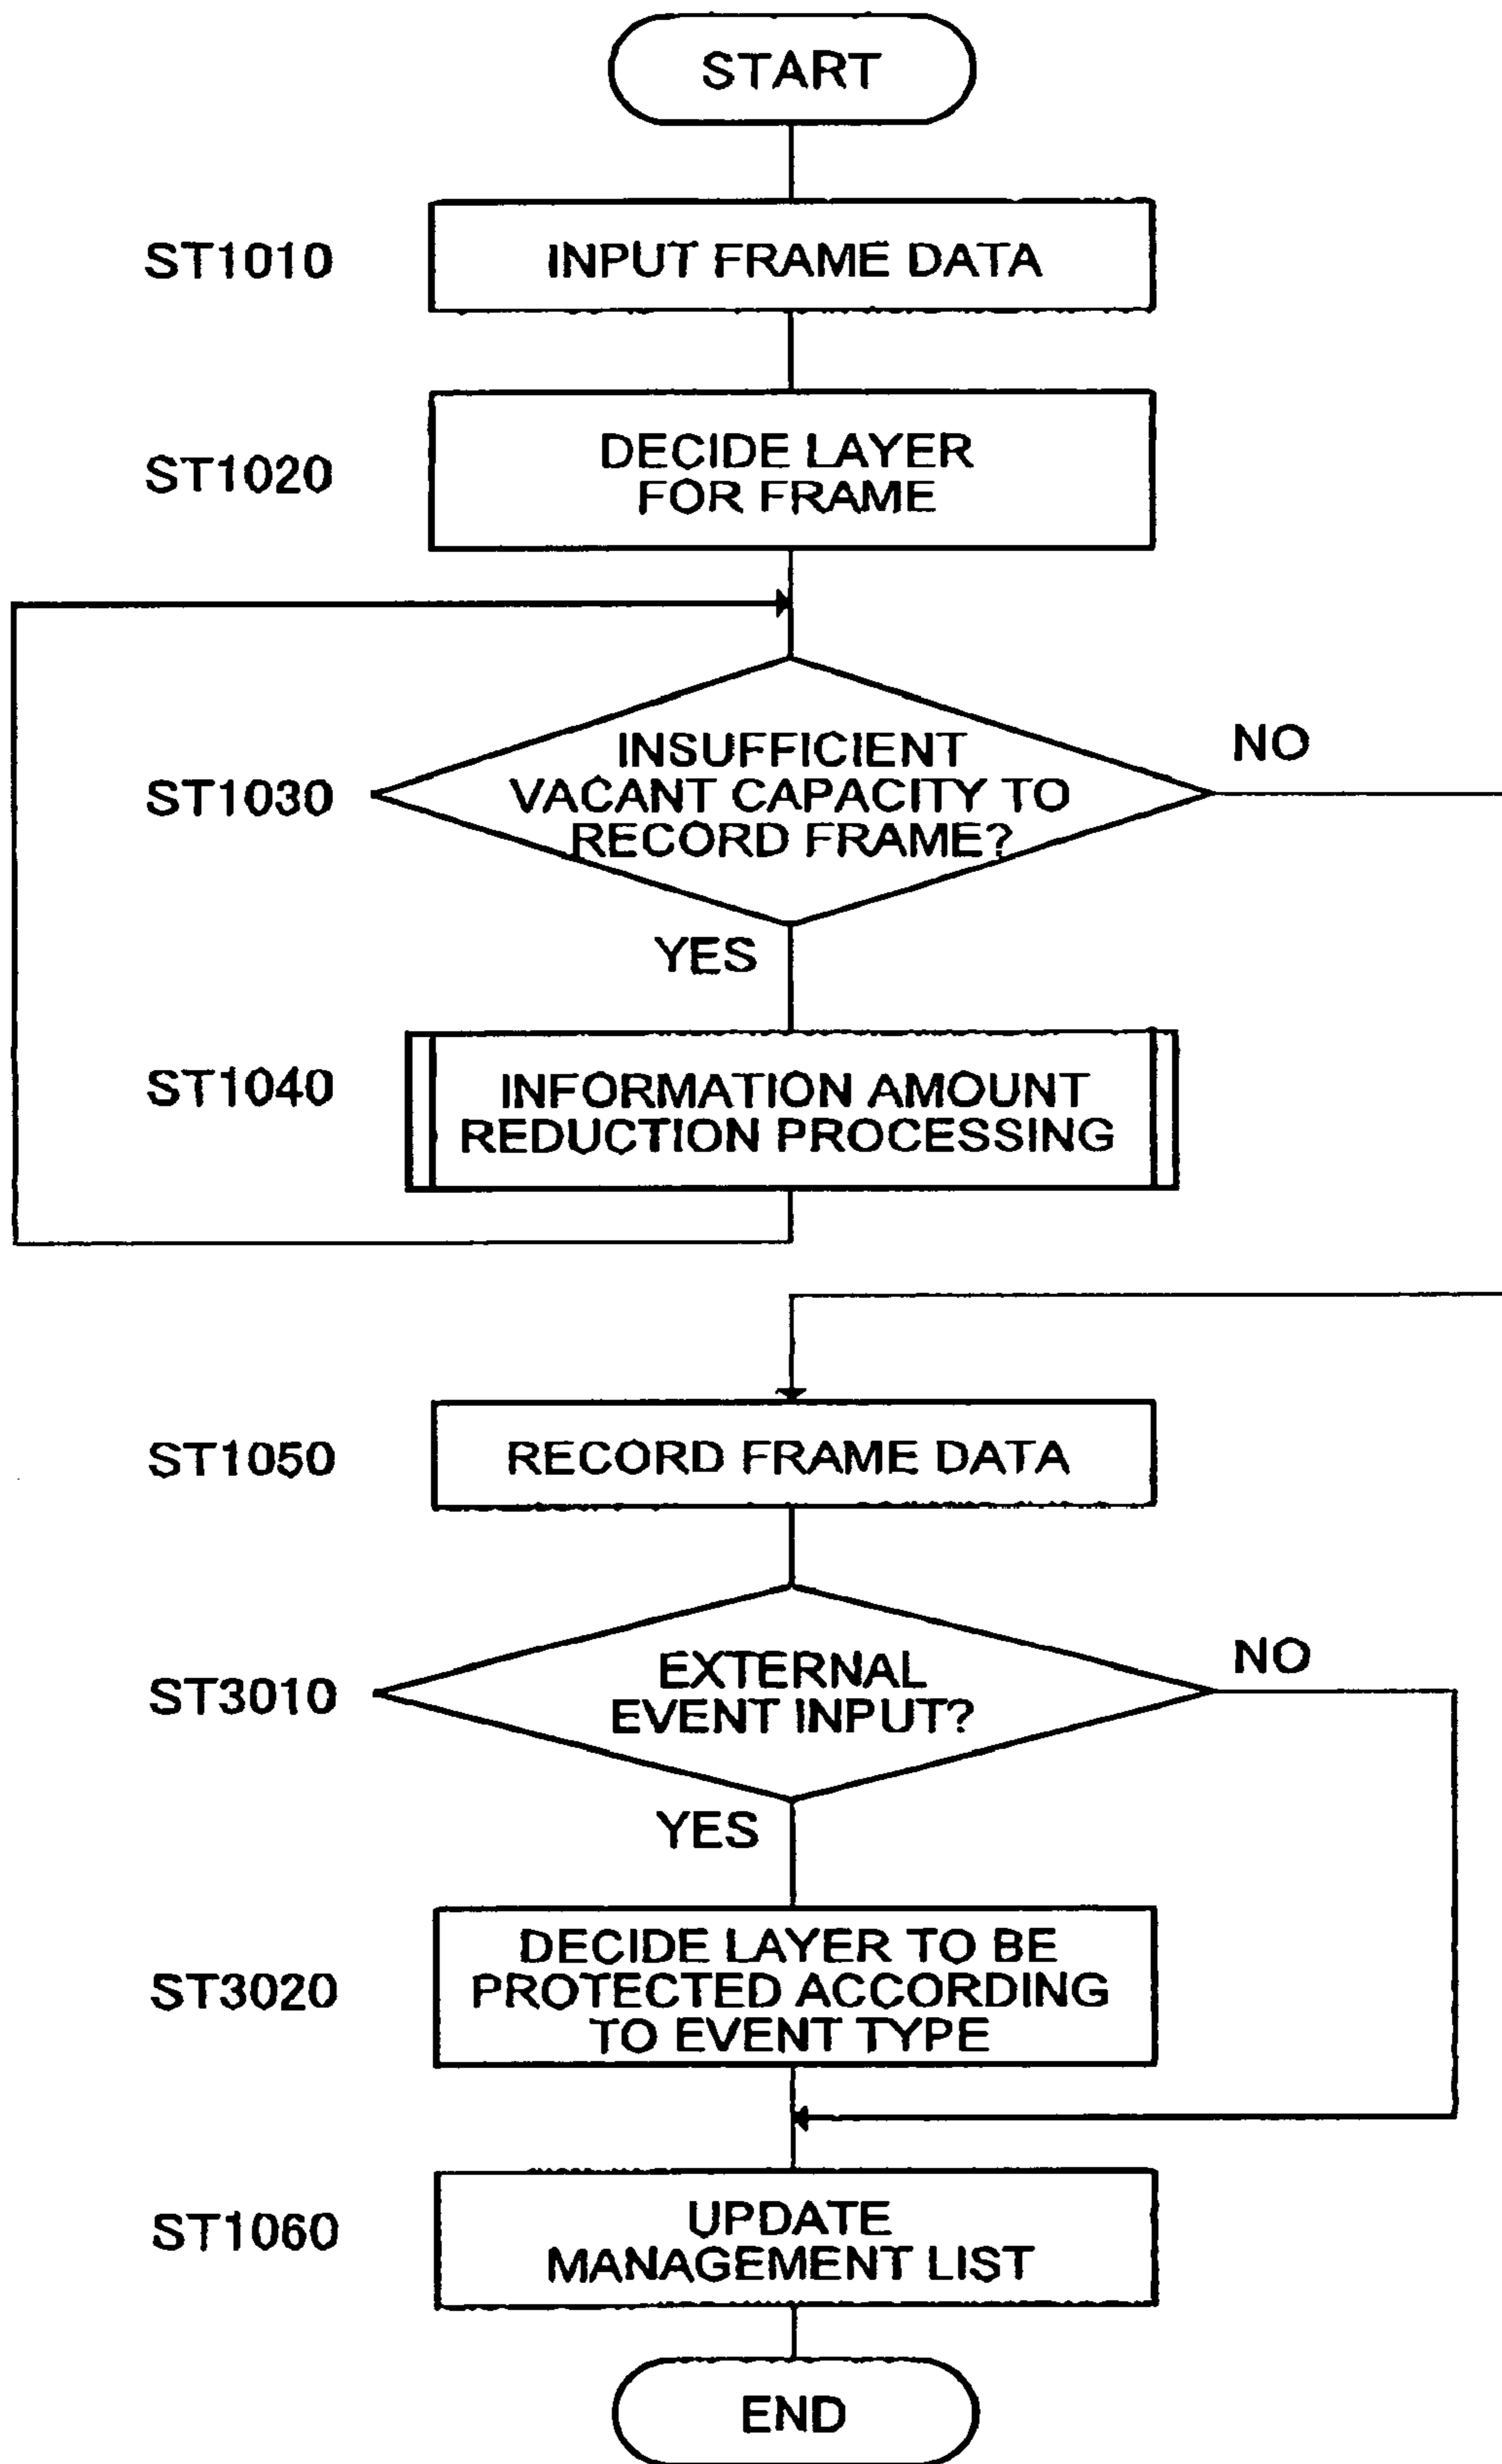 START
ST1010
INPUT FRAME DATA
ST1020
DECIDE LAYER
FOR FRAME
ST1030
INSUFFICIENT
VACANT CAPACITY TO
RECORD FRAME?
NO
YES
ST1040
INFORMATION AMOUNT
REDUCTION PROCESSING
ST1050
RECORD FRAME DATA
ST3010
EXTERNAL
EVENT INPUT?
NO
YES
ST3020
DECIDE LAYER TO BE
PROTECTED ACCORDING
TO EVENT TYPE
ST1060
UPDATE
MANAGEMENT LIST
END